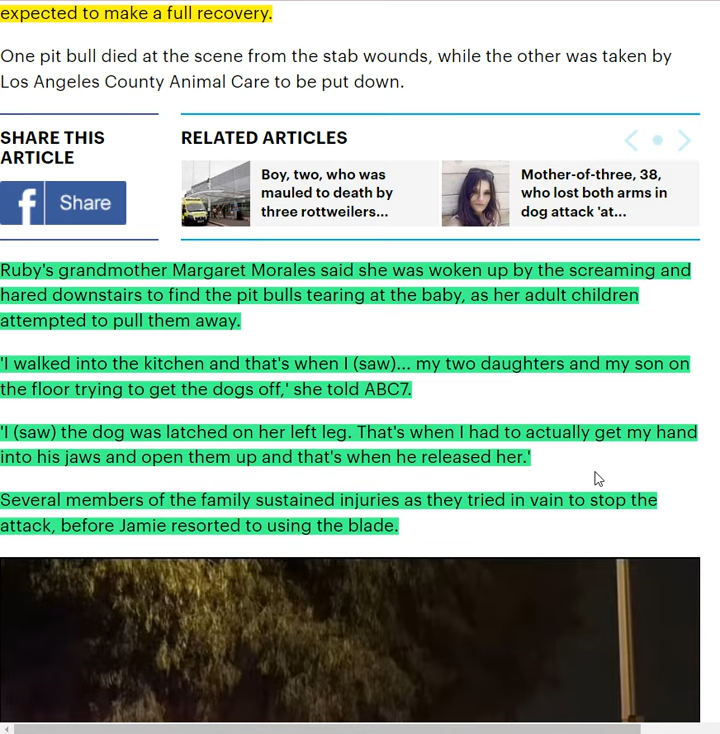 expected to make a full recovery.
One pit bull died at the scene from the stab wounds, while the other was taken by
Los Angeles County Animal Care to be put down.
SHARE THIS
ARTICLE
f Share
RELATED ARTICLES
Boy, two, who was
mauled to death by
three rottweilers...
Mother-of-three, 38,
who lost both arms in
dog attack 'at...
Ruby's grandmother Margaret Morales said she was woken up by the screaming and
hared downstairs to find the pit bulls tearing at the baby, as her adult children
attempted to pull them away.
'I walked into the kitchen and that's when I (saw)... my two daughters and my son on
the floor trying to get the dogs off,' she told ABC7.
'I (saw) the dog was latched on her left leg. That's when I had to actually get my hand
into his jaws and open them up and that's when he released her.'
Several members of the family sustained injuries as they tried in vain to stop the
attack, before Jamie resorted to using the blade.